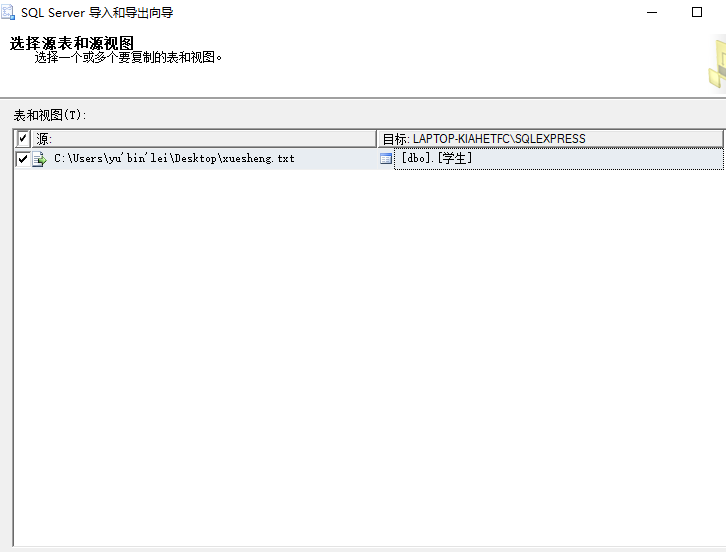 SQL Server 导入和导出向导
选择源表和源视图
选择一个或多个要复制的表和视图。
表和视图(T):
源: 目标: LAPTOP-KIAHETFC\SQLEXPRESS
C:\Users\yu'bin'lei\Desktop\xuesheng.txt [dbo].[学生]